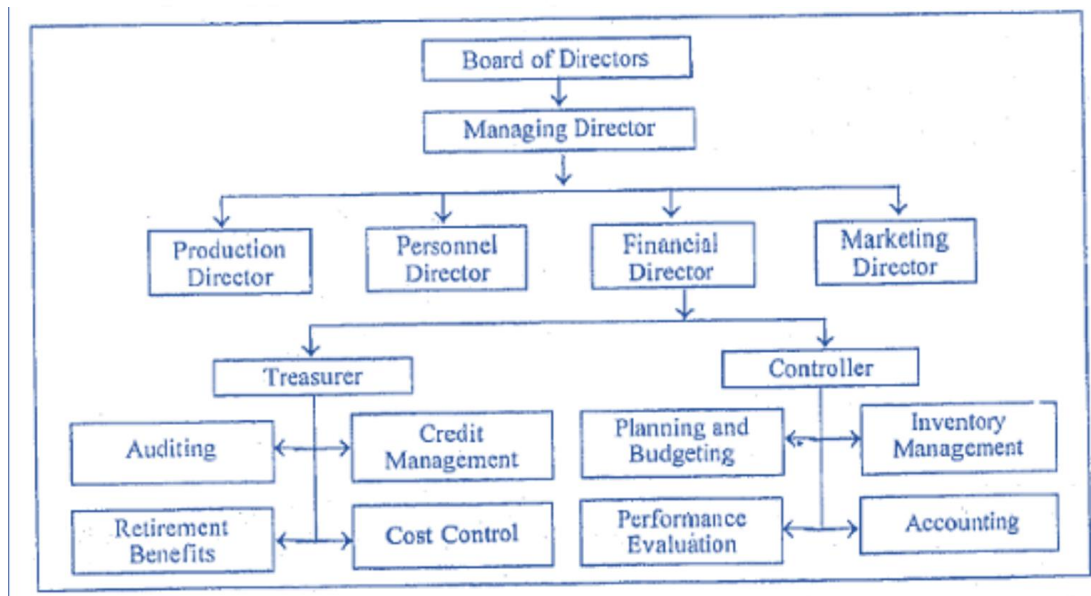 Board of Directors
Managing Director
Production
Director
Personnel
Director
Financial
Director
Marketing
Director
Treasurer
Controller
Auditing
Credit
Management
Planning and
Budgeting
Inventory
Management
Retirement
Benefits
Cost Control
Performance
Evaluation
Accounting